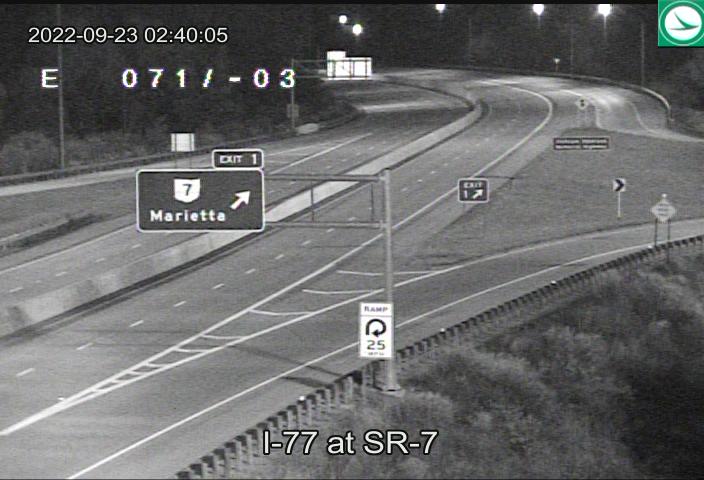 2022-09-23 02:40:05
E 071/-03
EXIT 1
7
Marietta
EXIT
1
RAMP
25
MPH
I-77 at SR-7